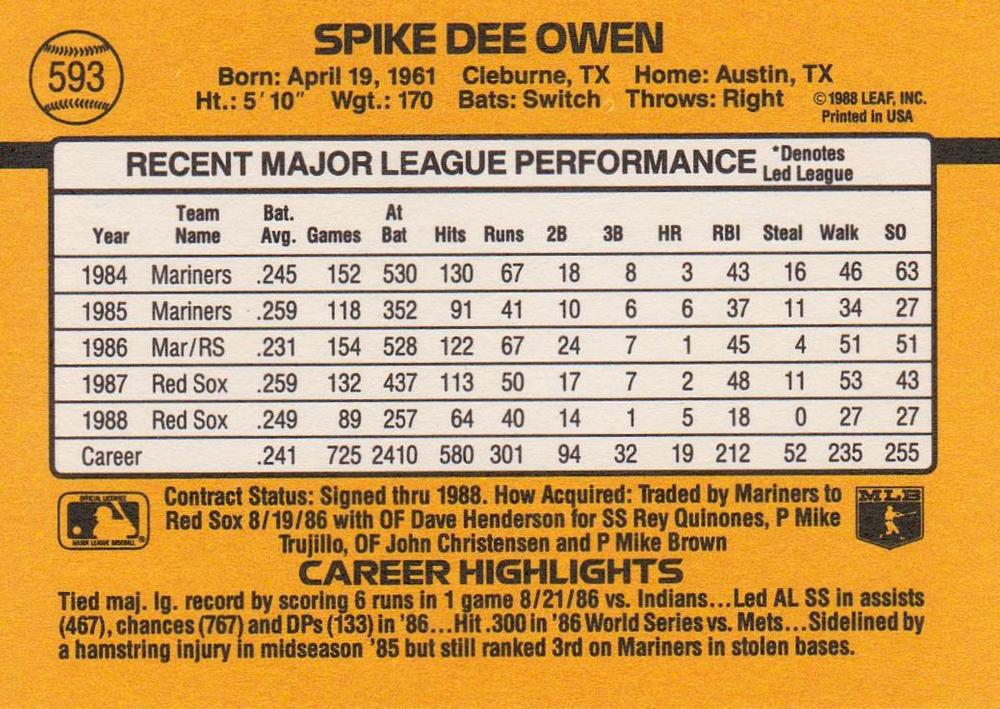 593
SPIKE DEE OWEN
Born: April 19, 1961 Cleburne, TX Home: Austin, TX
Ht.: 5' 10" Wgt.: 170 Bats: Switch Throws: Right ©1988 LEAF, INC.
Printed in USA
RECENT MAJOR LEAGUE PERFORMANCE *Denotes Led League
Year Team Name Bat. Avg. Games At Bat Hits Runs 2B 3B HR RBI Steal Walk SO
1984 Mariners .245 152 530 130 67 18 8 3 43 16 46 63
1985 Mariners .259 118 352 91 41 10 6 6 37 11 34 27
1986 Mar/RS .231 154 528 122 67 24 7 1 45 4 51 51
1987 Red Sox .259 132 437 113 50 17 7 2 48 11 53 43
1988 Red Sox .249 89 257 64 40 14 1 5 18 0 27 27
Career .241 725 2410 580 301 94 32 19 212 52 235 255
OFFICIAL LICENSEE
MAJOR LEAGUE BASEBALL
®
Contract Status: Signed thru 1988. How Acquired: Traded by Mariners to
Red Sox 8/19/86 with OF Dave Henderson for SS Rey Quinones, P Mike
Trujillo, OF John Christensen and P Mike Brown
MLB
CAREER HIGHLIGHTS
Tied maj. lg. record by scoring 6 runs in 1 game 8/21/86 vs. Indians...Led AL SS in assists
(467), chances (767) and DPs (133) in '86...Hit .300 in '86 World Series vs. Mets...Sidelined by
a hamstring injury in midseason '85 but still ranked 3rd on Mariners in stolen bases.